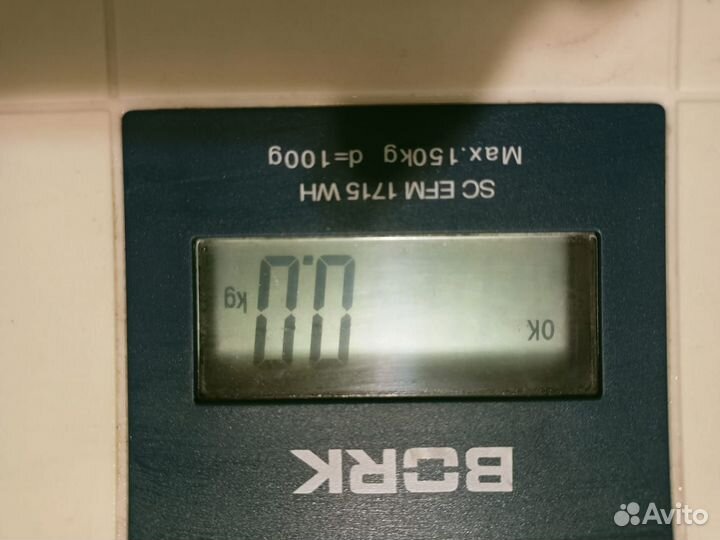 BORK
OK 0.0 kg
SC EFM 1715 WH
Max.150kg d=100g
Avito